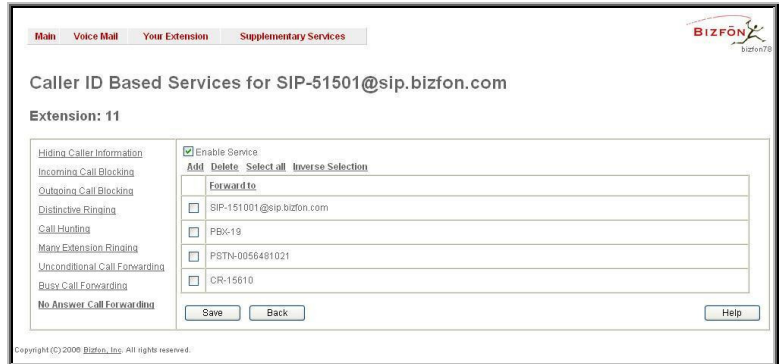 Main Voice Mail Your Extension Supplementary Services
BIZFŌN
bizfon78
Caller ID Based Services for SIP-51501@sip.bizfon.com
Extension: 11
Hiding Caller Information
Incoming Call Blocking
Outgoing Call Blocking
Distinctive Ringing
Call Hunting
Many Extension Ringing
Unconditional Call Forwarding
Busy Call Forwarding
No Answer Call Forwarding
Enable Service
Add Delete Select all Inverse Selection
Forward to
SIP-151001@sip.bizfon.com
PBX-19
PSTN-0056481021
CR-15610
Save Back Help
Copyright (C) 2006 Bizfon, Inc. All rights reserved.